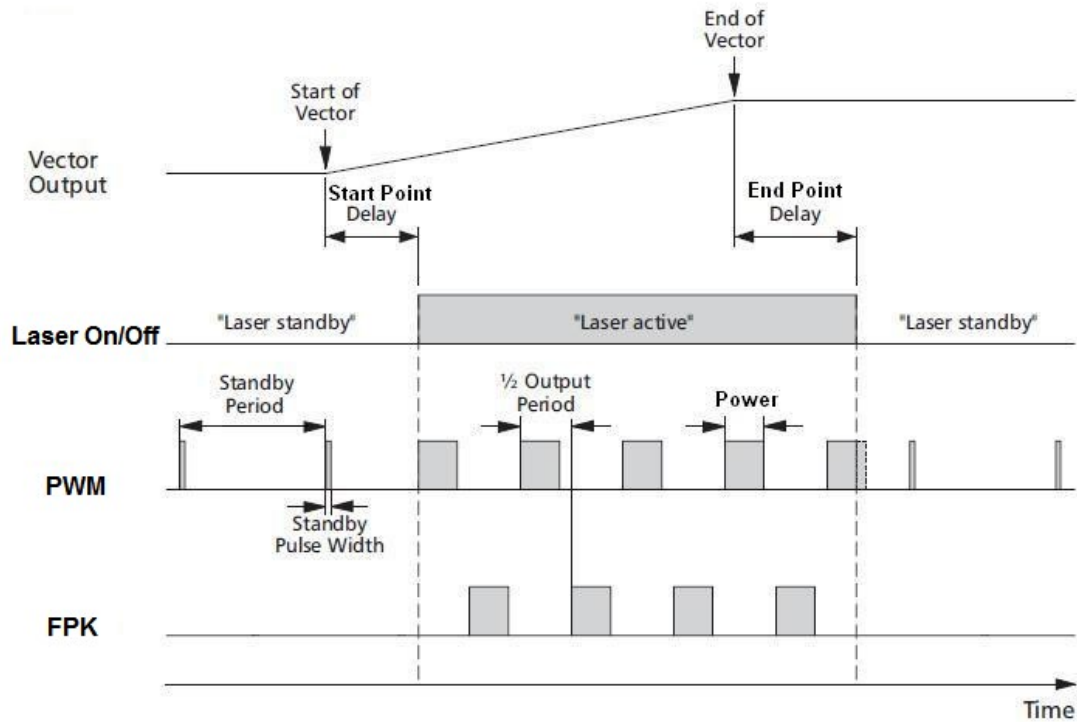 End of
Vector
Start of
Vector
Vector
Output
Start Point
Delay
End Point
Delay
Laser On/Off
"Laser standby"
"Laser active"
"Laser standby"
Standby
Period
½ Output
Period
Power
PWM
Standby
Pulse Width
FPK
Time